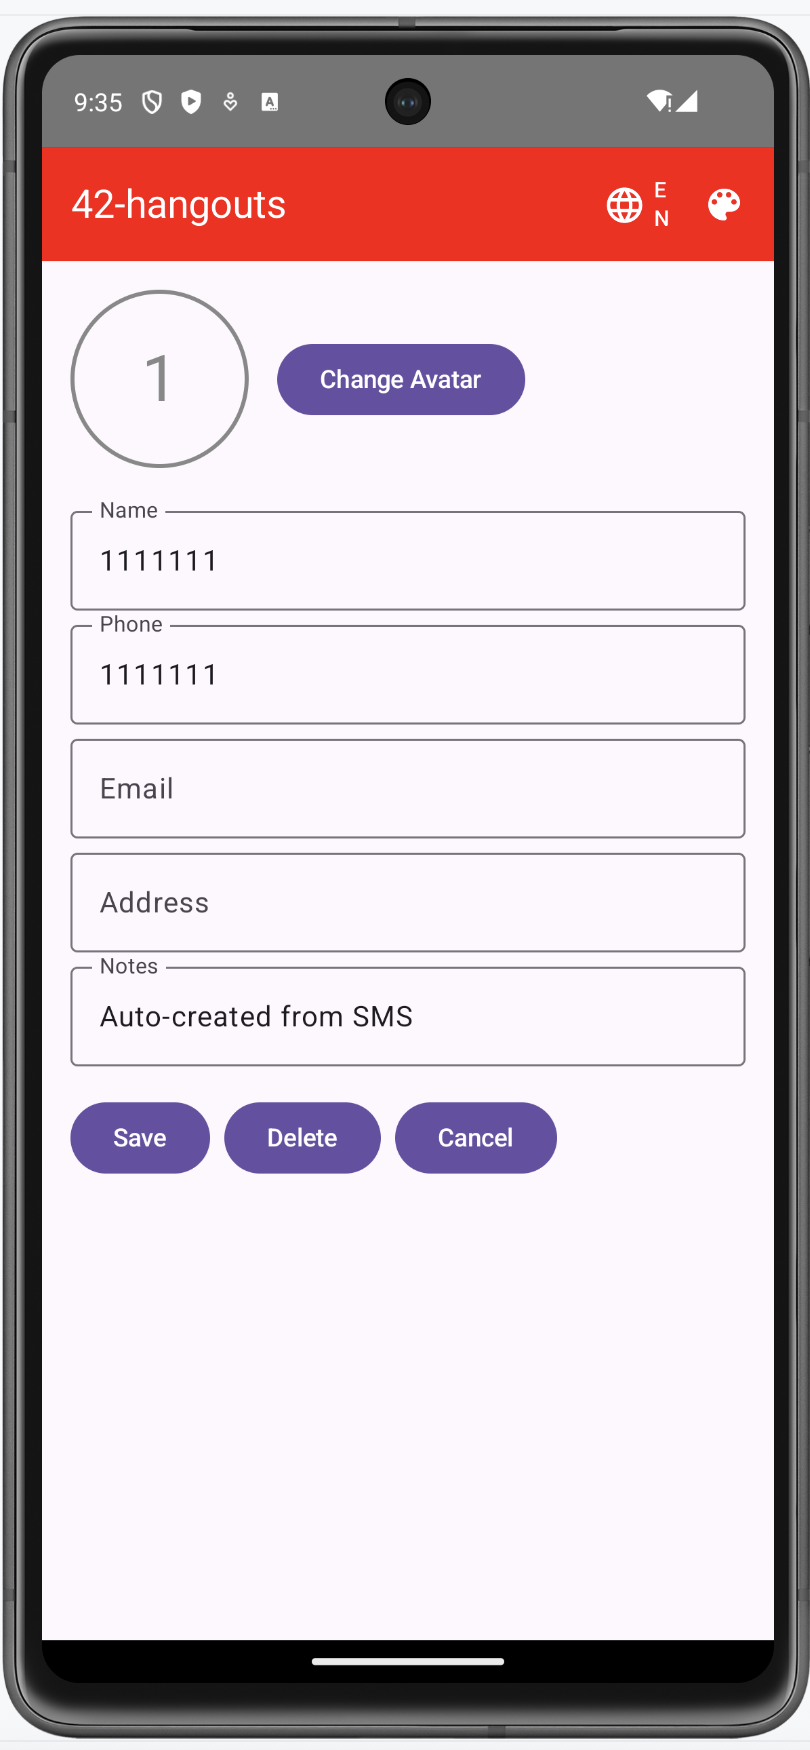 9:35
A
42-hangouts
E
N
1
Change Avatar
Name
1111111
Phone
1111111
Email
Address
Notes
Auto-created from SMS
Save
Delete
Cancel